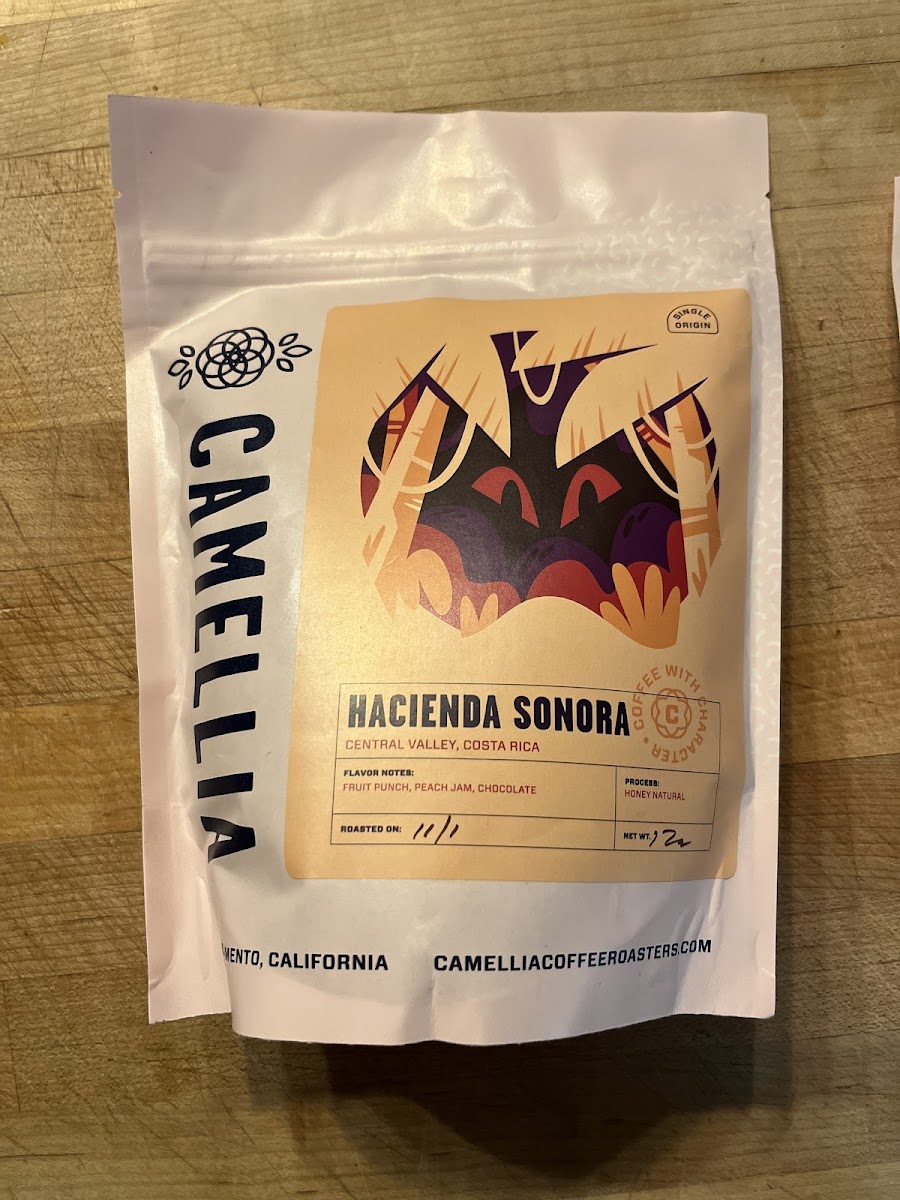 SINGLE
ORIGIN
CAMELLIA
HACIENDA SONORA
CENTRAL VALLEY, COSTA RICA
COFFEE WITH CHARACTER •
C
FLAVOR NOTES:
FRUIT PUNCH, PEACH JAM, CHOCOLATE
PROCESS:
HONEY NATURAL
ROASTED ON: 11/1
NET WT. 12
MENTO, CALIFORNIA
CAMELLIACOFFEEROASTERS.COM